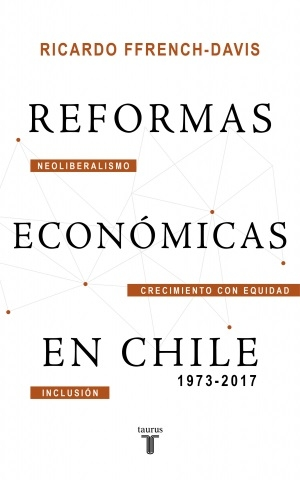 RICARDO FFRENCH-DAVIS
REFORMAS
NEOLIBERALISMO
ECONÓMICAS
CRECIMIENTO CON EQUIDAD
EN CHILE
1973-2017
INCLUSIÓN
taurus